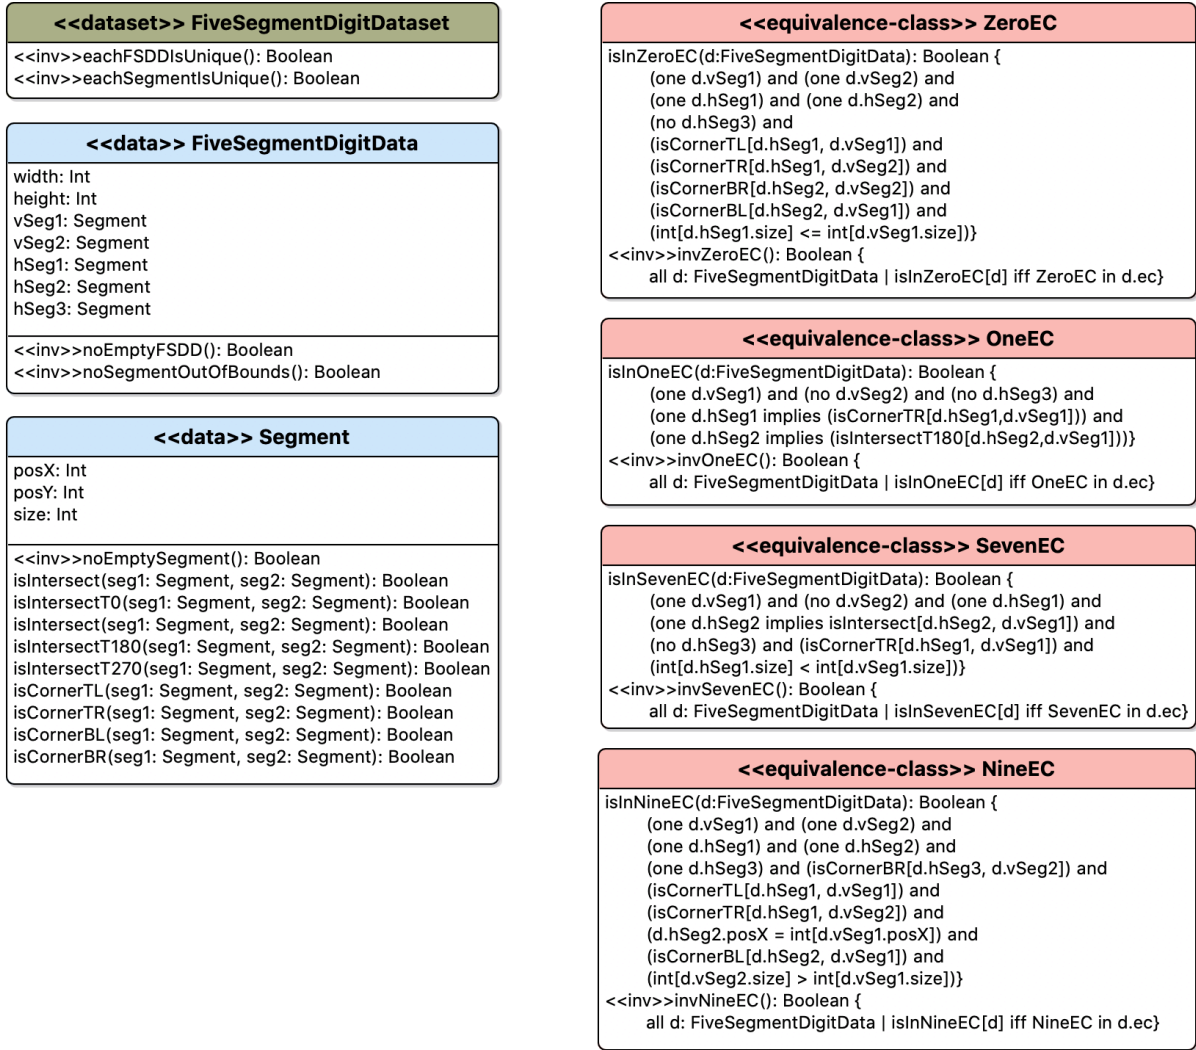 <<dataset>> FiveSegmentDigitDataset
<<inv>>eachFSDDIsUnique(): Boolean
<<inv>>eachSegmentIsUnique(): Boolean
<<data>> FiveSegmentDigitData
width: Int
height: Int
vSeg1: Segment
vSeg2: Segment
hSeg1: Segment
hSeg2: Segment
hSeg3: Segment
<<inv>>noEmptyFSDD(): Boolean
<<inv>>noSegmentOutOfBounds(): Boolean
<<data>> Segment
posX: Int
posY: Int
size: Int
<<inv>>noEmptySegment(): Boolean
isIntersect(seg1: Segment, seg2: Segment): Boolean
isIntersectT0(seg1: Segment, seg2: Segment): Boolean
isIntersect(seg1: Segment, seg2: Segment): Boolean
isIntersectT180(seg1: Segment, seg2: Segment): Boolean
isIntersectT270(seg1: Segment, seg2: Segment): Boolean
isCornerTL(seg1: Segment, seg2: Segment): Boolean
isCornerTR(seg1: Segment, seg2: Segment): Boolean
isCornerBL(seg1: Segment, seg2: Segment): Boolean
isCornerBR(seg1: Segment, seg2: Segment): Boolean
<<equivalence-class>> ZeroEC
isInZeroEC(d:FiveSegmentDigitData): Boolean {
(one d.vSeg1) and (one d.vSeg2) and
(one d.hSeg1) and (one d.hSeg2) and
(no d.hSeg3) and
(isCornerTL[d.hSeg1, d.vSeg1]) and
(isCornerTR[d.hSeg1, d.vSeg2]) and
(isCornerBR[d.hSeg2, d.vSeg2]) and
(isCornerBL[d.hSeg2, d.vSeg1]) and
(int[d.hSeg1.size] <= int[d.vSeg1.size])}
<<inv>>invZeroEC(): Boolean {
all d: FiveSegmentDigitData | isInZeroEC[d] iff ZeroEC in d.ec}
<<equivalence-class>> OneEC
isInOneEC(d:FiveSegmentDigitData): Boolean {
(one d.vSeg1) and (no d.vSeg2) and (no d.hSeg3) and
(one d.hSeg1 implies (isCornerTR[d.hSeg1,d.vSeg1])) and
(one d.hSeg2 implies (isIntersectT180[d.hSeg2,d.vSeg1]))}
<<inv>>invOneEC(): Boolean {
all d: FiveSegmentDigitData | isInOneEC[d] iff OneEC in d.ec}
<<equivalence-class>> SevenEC
isInSevenEC(d:FiveSegmentDigitData): Boolean {
(one d.vSeg1) and (no d.vSeg2) and (one d.hSeg1) and
(one d.hSeg2 implies isIntersect[d.hSeg2, d.vSeg1]) and
(no d.hSeg3) and (isCornerTR[d.hSeg1, d.vSeg1]) and
(int[d.hSeg1.size] < int[d.vSeg1.size])}
<<inv>>invSevenEC(): Boolean {
all d: FiveSegmentDigitData | isInSevenEC[d] iff SevenEC in d.ec}
<<equivalence-class>> NineEC
isInNineEC(d:FiveSegmentDigitData): Boolean {
(one d.vSeg1) and (one d.vSeg2) and
(one d.hSeg1) and (one d.hSeg2) and
(one d.hSeg3) and (isCornerBR[d.hSeg3, d.vSeg2]) and
(isCornerTL[d.hSeg1, d.vSeg1]) and
(isCornerTR[d.hSeg1, d.vSeg2]) and
(d.hSeg2.posX = int[d.vSeg1.posX]) and
(isCornerBL[d.hSeg2, d.vSeg1]) and
(int[d.vSeg2.size] > int[d.vSeg1.size])}
<<inv>>invNineEC(): Boolean {
all d: FiveSegmentDigitData | isInNineEC[d] iff NineEC in d.ec}